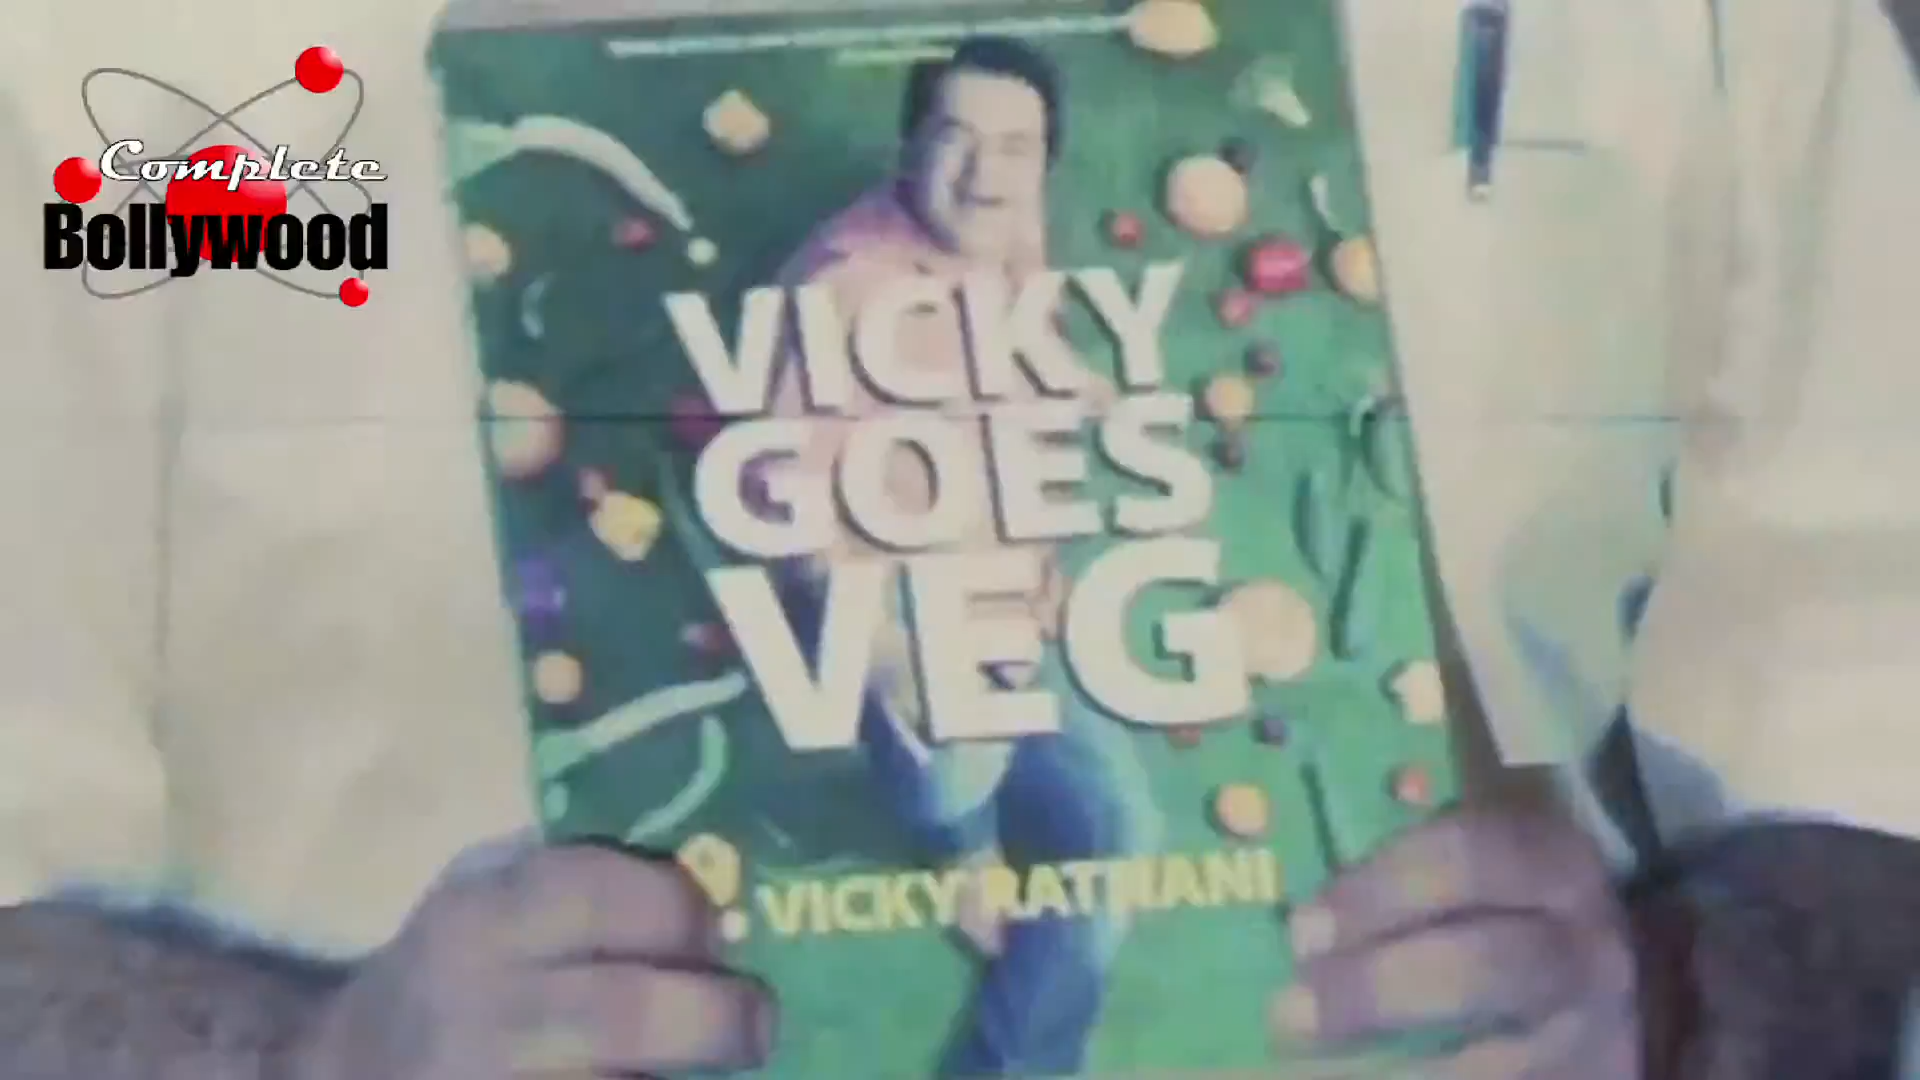 Complete
Bollywood
VICKY
GOES
VEG
VICKY RATNANI